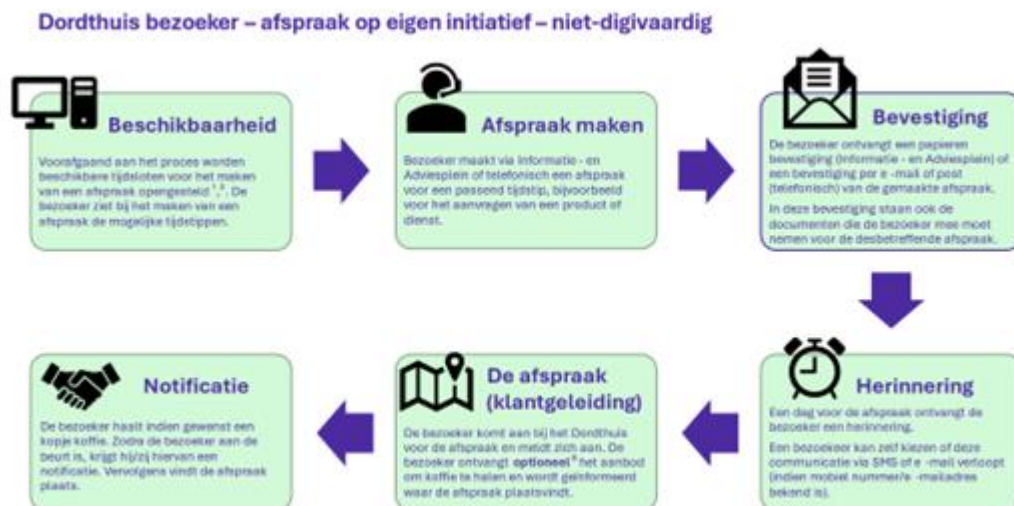 Dordthuis bezoeker – afspraak op eigen initiatief – niet-digivaardig
Beschikbaarheid
Voorafgaand aan het proces worden
beschikbare tijdsloten voor het maken
van een afspraak opengesteld ¹,². De
bezoeker ziet bij het maken van een
afspraak de mogelijke tijdstippen.
Afspraak maken
Bezoeker maakt via Informatie - en
Adviesplein of telefonisch een afspraak
voor een passend tijdstip, bijvoorbeeld
voor het aanvragen van een product of
dienst.
Bevestiging
De bezoeker ontvangt een papieren
bevestiging (Informatie - en Adviesplein) of
een bevestiging per e -mail of post
(telefonisch) van de gemaakte afspraak.
In deze bevestiging staan ook de
documenten die de bezoeker mee moet
nemen voor de desbetreffende afspraak.
Herinnering
Een dag voor de afspraak ontvangt de
bezoeker een herinnering.
Een bezoekeer kan zelf kiezen of deze
communicatie via SMS of e -mail verloopt
(indien mobiel nummer/e -mailadres
bekend is).
De afspraak
(klantgeleiding)
De bezoeker komt aan bij het Dordthuis
voor de afspraak en meldt zich aan. De
bezoeker ontvangt optioneel³ het aanbod
om koffie te halen en wordt geïnformeerd
waar de afspraak plaatsvindt.
Notificatie
De bezoeker haalt indien gewenst een
kopje koffie. Zodra de bezoeker aan de
beurt is, krijgt hij/zij hiervan een
notificatie. Vervolgens vindt de afspraak
plaats.